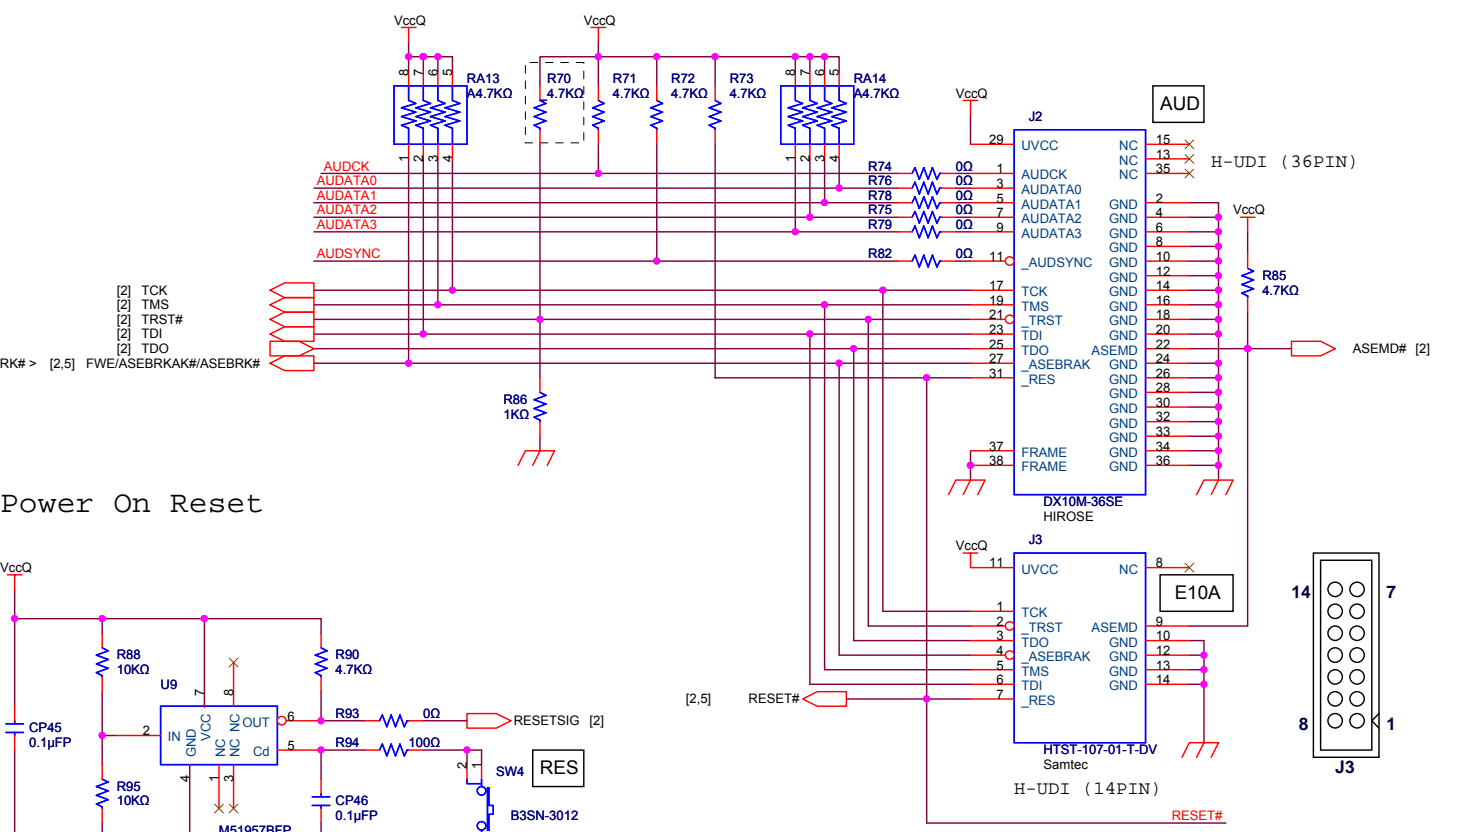 VccQ
VccQ
8 7 6 5
RA13
A4.7KΩ
R70
4.7KΩ
R71
4.7KΩ
R72
4.7KΩ
R73
4.7KΩ
8 7 6 5
RA14
A4.7KΩ
1 2 3 4
1 2 3 4
VccQ
J2
AUD
29 UVCC
NC 15
NC 13
NC 35
H-UDI (36PIN)
AUDCK R74 0Ω 1 AUDCK
AUDATA0 R76 0Ω 3 AUDATA0
AUDATA1 R78 0Ω 5 AUDATA1
AUDATA2 R75 0Ω 7 AUDATA2
AUDATA3 R79 0Ω 9 AUDATA3
AUDSYNC R82 0Ω 11 _AUDSYNC
GND 2
GND 4
GND 6
GND 8
GND 10
GND 12
GND 14
GND 16
GND 18
GND 20
ASEMD 22
GND 24
GND 26
GND 28
GND 30
GND 32
GND 33
GND 34
GND 36
VccQ
R85
4.7KΩ
ASEMD# [2]
[2] TCK 17 TCK
[2] TMS 19 TMS
[2] TRST# 21 _TRST
[2] TDI 23 TDI
[2] TDO 25 TDO
RK# > [2,5] FWE/ASEBRKAK#/ASEBRK# 27 _ASEBRAK
31 _RES
R86
1KΩ
37 FRAME
38 FRAME
DX10M-36SE
HIROSE
Power On Reset
J3
VccQ
11 UVCC
NC 8
E10A
1 TCK
2 _TRST
3 TDO
4 _ASEBRAK
5 TMS
6 TDI
7 _RES
ASEMD 9
GND 10
GND 12
GND 13
GND 14
[2,5] RESET#
HTST-107-01-T-DV
Samtec
H-UDI (14PIN)
RESET#
14 7
8 1
J3
VccQ
R88
10KΩ
R90
4.7KΩ
U9
7 8
VCC NC
OUT 6
R93 0Ω
RESETSIG [2]
2 IN
GND NC NC
Cd 5
R94 100Ω
4 1 3
CP45
0.1µFP
R95
10KΩ
CP46
0.1µFP
2 1
SW4
RES
B3SN-3012
M51957BFP